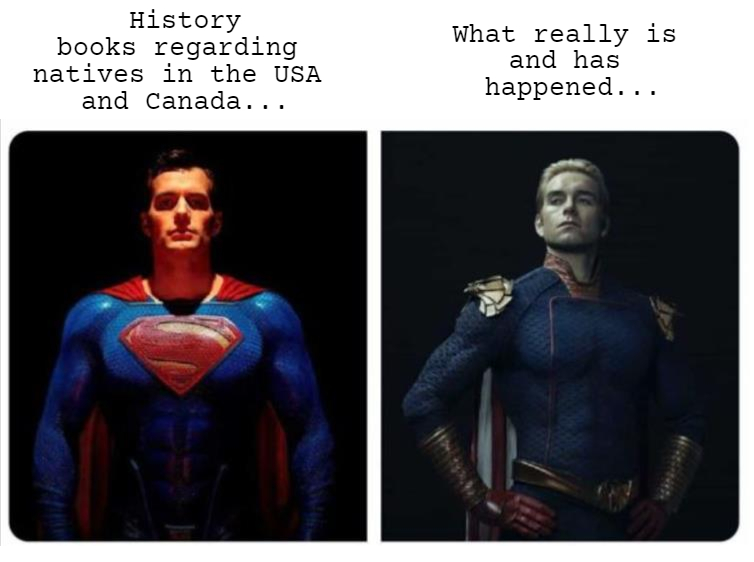 History
books regarding
natives in the USA
and Canada...
What really is
and has
happened...